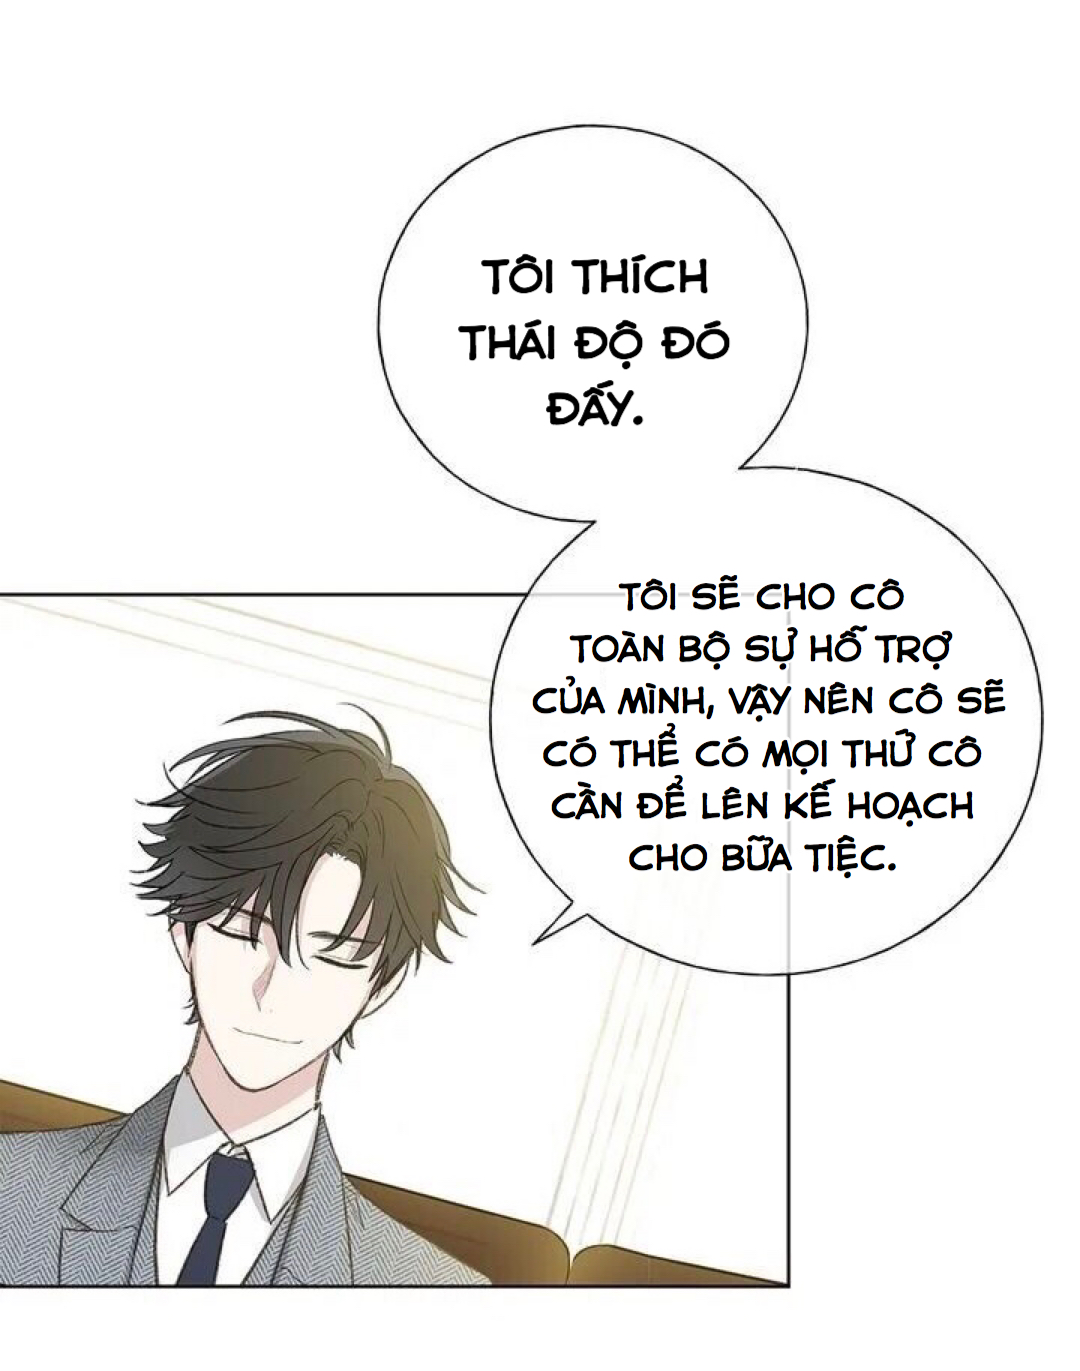 TÔI THÍCH
THÁI ĐỘ ĐÓ
ĐẤY.
TÔI SẼ CHO CÔ
TOÀN BỘ SỰ HỖ TRỢ
CỦA MÌNH, VẬY NÊN CÔ SẼ
CÓ THỂ CÓ MỌI THỨ CÔ
CẦN ĐỂ LÊN KẾ HOẠCH
CHO BỮA TIỆC.